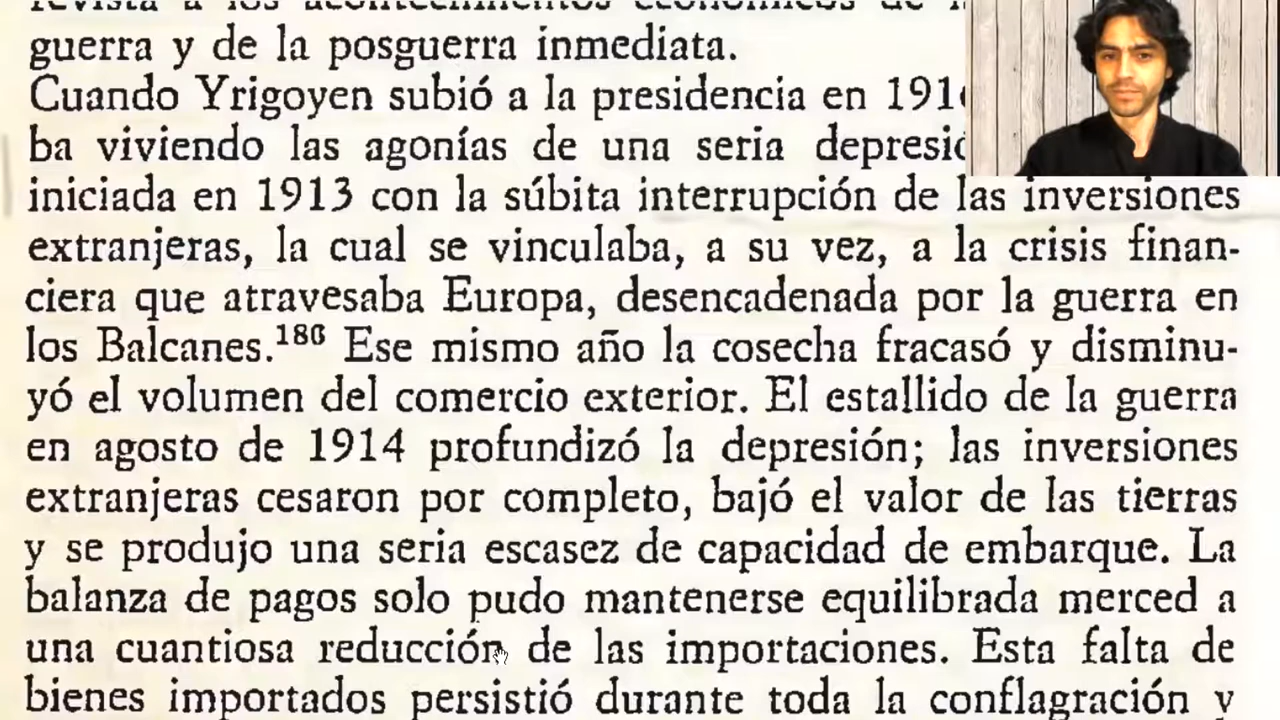 guerra y de la posguerra inmediata.
Cuando Yrigoyen subió a la presidencia en
ba viviendo las agonías de una seria
iniciada en 1913 con la súbita interrupción de las inversiones
extranjeras, la cual se vinculaba, a su vez, a la crisis finan-
ciera que atravesaba Europa, desencadenada por la guerra en
los Balcanes.¹⁸⁶ Ese mismo año la cosecha fracasó y disminu-
yó el volumen del comercio exterior. El estallido de la guerra
en agosto de 1914 profundizó la depresión; las inversiones
extranjeras cesaron por completo, bajó el valor de las tierras
y se produjo una seria escasez de capacidad de embarque. La
balanza de pagos solo pudo mantenerse equilibrada merced a
una cuantiosa reducción de las importaciones. Esta falta de
bienes importados persistió durante toda la conflagración y